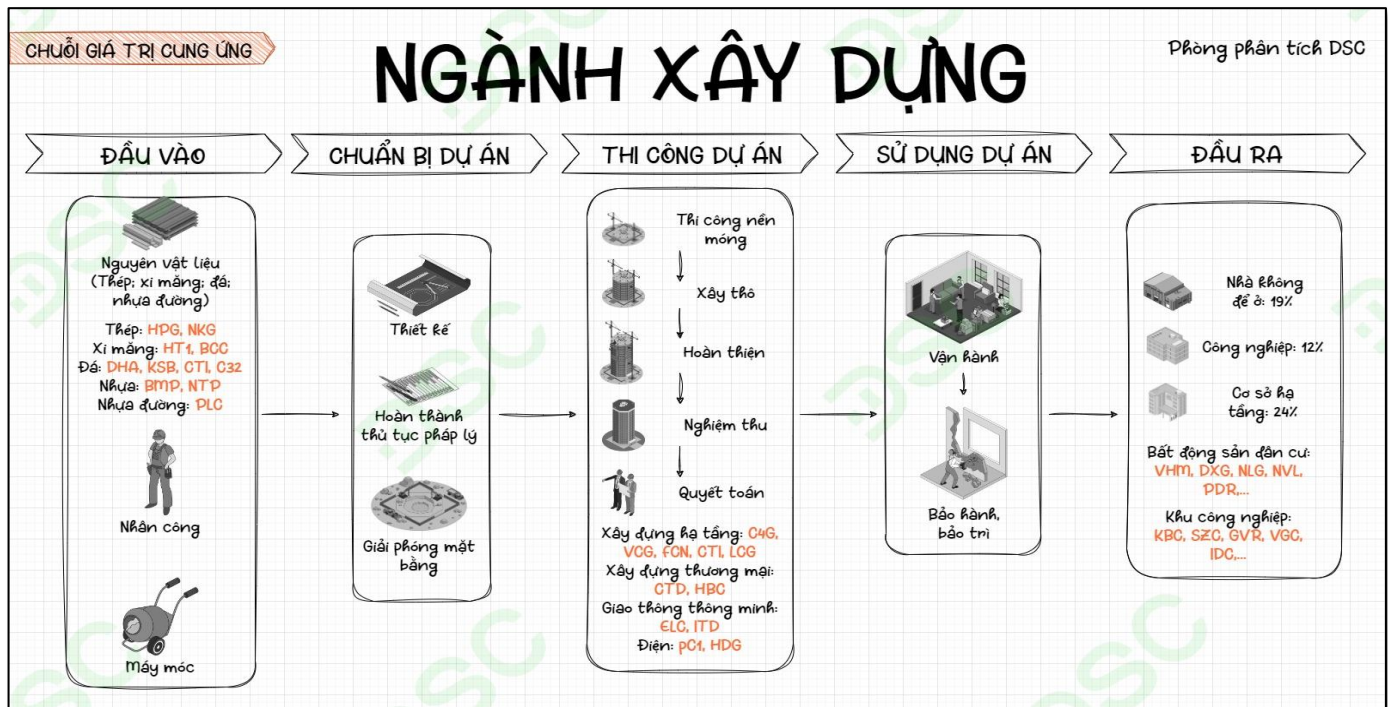 CHUỖI GIÁ TRỊ CUNG ỨNG
NGÀNH XÂY DỰNG
Phòng phân tích DSC
ĐẦU VÀO
Nguyên vật liệu
(Thép; xi măng; đá;
nhựa đường)
Thép: HPG, NKG
Xi măng: HT1, BCC
Đá: DHA, KSB, CTI, C32
Nhựa: BMP, NTP
Nhựa đường: PLC
Nhân công
Máy móc
CHUẨN BỊ DỰ ÁN
Thiết kế
Hoàn thành
thủ tục pháp lý
Giải phóng mặt
bằng
THI CÔNG DỰ ÁN
Thi công nền
móng
Xây thô
Hoàn thiện
Nghiệm thu
Quyết toán
Xây dựng hạ tầng: C4G,
VCG, FCN, CTI, LCG
Xây dựng thương mại:
CTD, HBC
Giao thông thông minh:
ELC, ITD
Điện: PC1, HDG
SỬ DỤNG DỰ ÁN
Vận hành
Bảo hành,
bảo trì
ĐẦU RA
Nhà không
để ở: 19%
Công nghiệp: 12%
Cơ sở hạ
tầng: 24%
Bất động sản dân cư:
VHM, DXG, NLG, NVL,
PDR,...
Khu công nghiệp:
KBC, SZC, GVR, VGC,
IDC,...
DSC
DSC
DSC
DSC
DSC
DSC
DSC